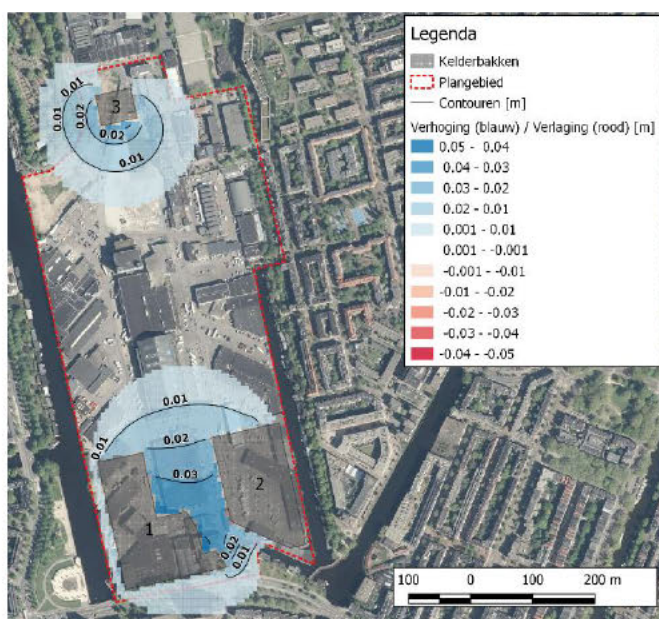 Legenda
Kelderbakken
Plangebied
Contouren [m]
Verhoging (blauw) / Verlaging (rood) [m]
0.05 - 0.04
0.04 - 0.03
0.03 - 0.02
0.02 - 0.01
0.001 - 0.01
0.001 - -0.001
-0.001 - -0.01
-0.01 - -0.02
-0.02 - -0.03
-0.03 - -0.04
-0.04 - -0.05
0.01
0.01
0.02
3
0.02
0.01
0.01
0.01
0.02
0.03
2
1
0.02
0.01
100 0 100 200 m